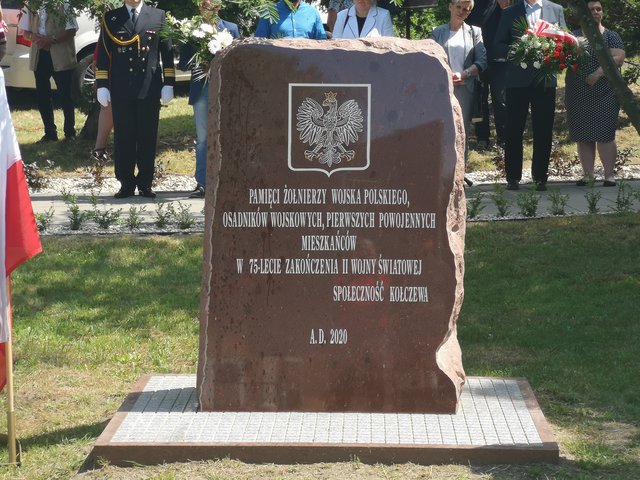 PAMIĘCI ŻOŁNIERZY WOJSKA POLSKIEGO,
OSADNIKÓW WOJSKOWYCH, PIERWSZYCH POWOJENNYCH
MIESZKAŃCÓW
W 75-LECIE ZAKOŃCZENIA II WOJNY ŚWIATOWEJ
SPOŁECZNOŚĆ KOŁCZEWA
A.D. 2020